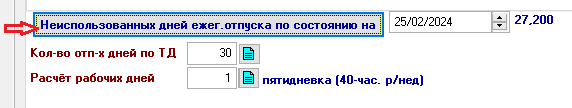 Неиспользованных дней ежег.отпуска по состоянию на 25/02/2024 27,200
Кол-во отп-х дней по ТД 30
Расчёт рабочих дней 1 пятидневка (40-час. р/нед)